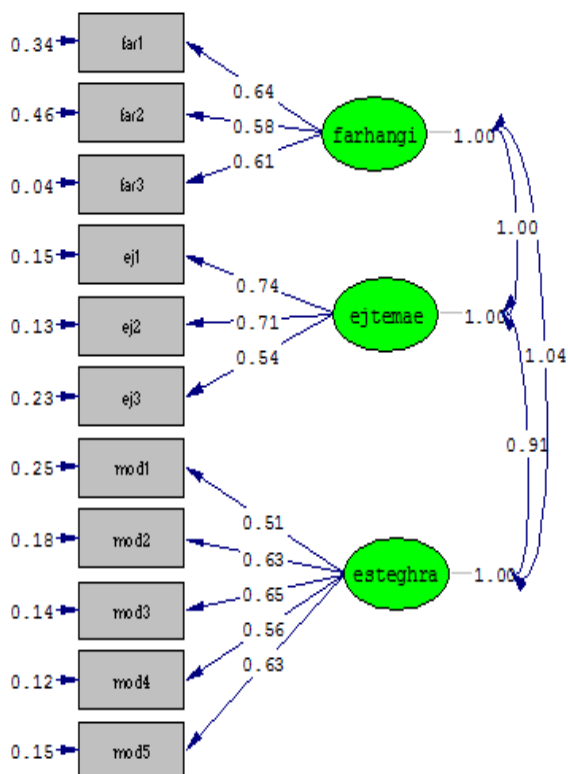 0.34 far1
0.64
0.46 far2
0.58
farhangi 1.00
0.61
0.04 far3
1.00
0.15 ej1
0.74
0.71
ejtemae 1.00
0.13 ej2
0.54
1.04
0.23 ej3
0.91
0.25 mod1
0.51
0.18 mod2
0.63
esteghra 1.00
0.65
0.14 mod3
0.56
0.63
0.12 mod4
0.15 mod5